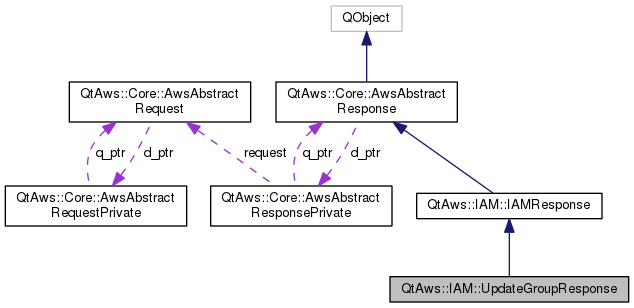 QObject
QtAws::Core::AwsAbstract
Request
QtAws::Core::AwsAbstract
Response
q_ptr
d_ptr
request
q_ptr
d_ptr
QtAws::Core::AwsAbstract
RequestPrivate
QtAws::Core::AwsAbstract
ResponsePrivate
QtAws::IAM::IAMResponse
QtAws::IAM::UpdateGroupResponse